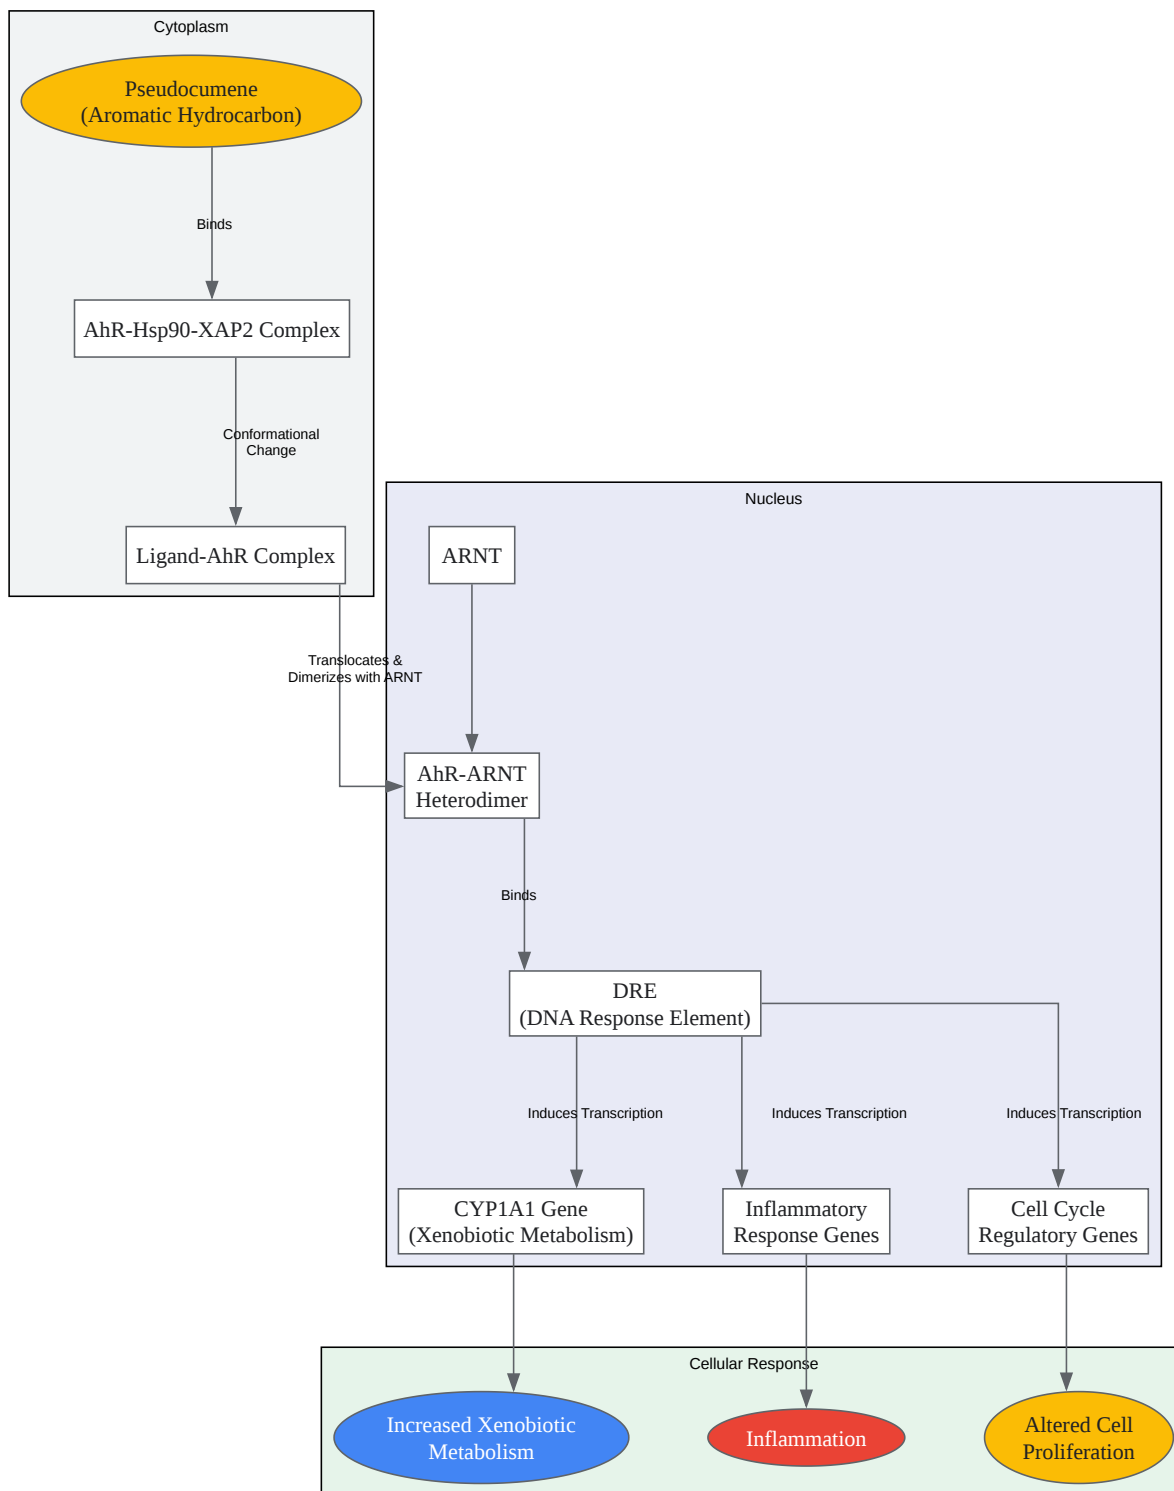 Cytoplasm
Pseudocumene
(Aromatic Hydrocarbon)
Binds
AhR-Hsp90-XAP2 Complex
Conformational
Change
Ligand-AhR Complex
Nucleus
ARNT
Translocates &
Dimerizes with ARNT
AhR-ARNT
Heterodimer
Binds
DRE
(DNA Response Element)
Induces Transcription
Induces Transcription
Induces Transcription
CYP1A1 Gene
(Xenobiotic Metabolism)
Inflammatory
Response Genes
Cell Cycle
Regulatory Genes
Cellular Response
Increased Xenobiotic
Metabolism
Inflammation
Altered Cell
Proliferation